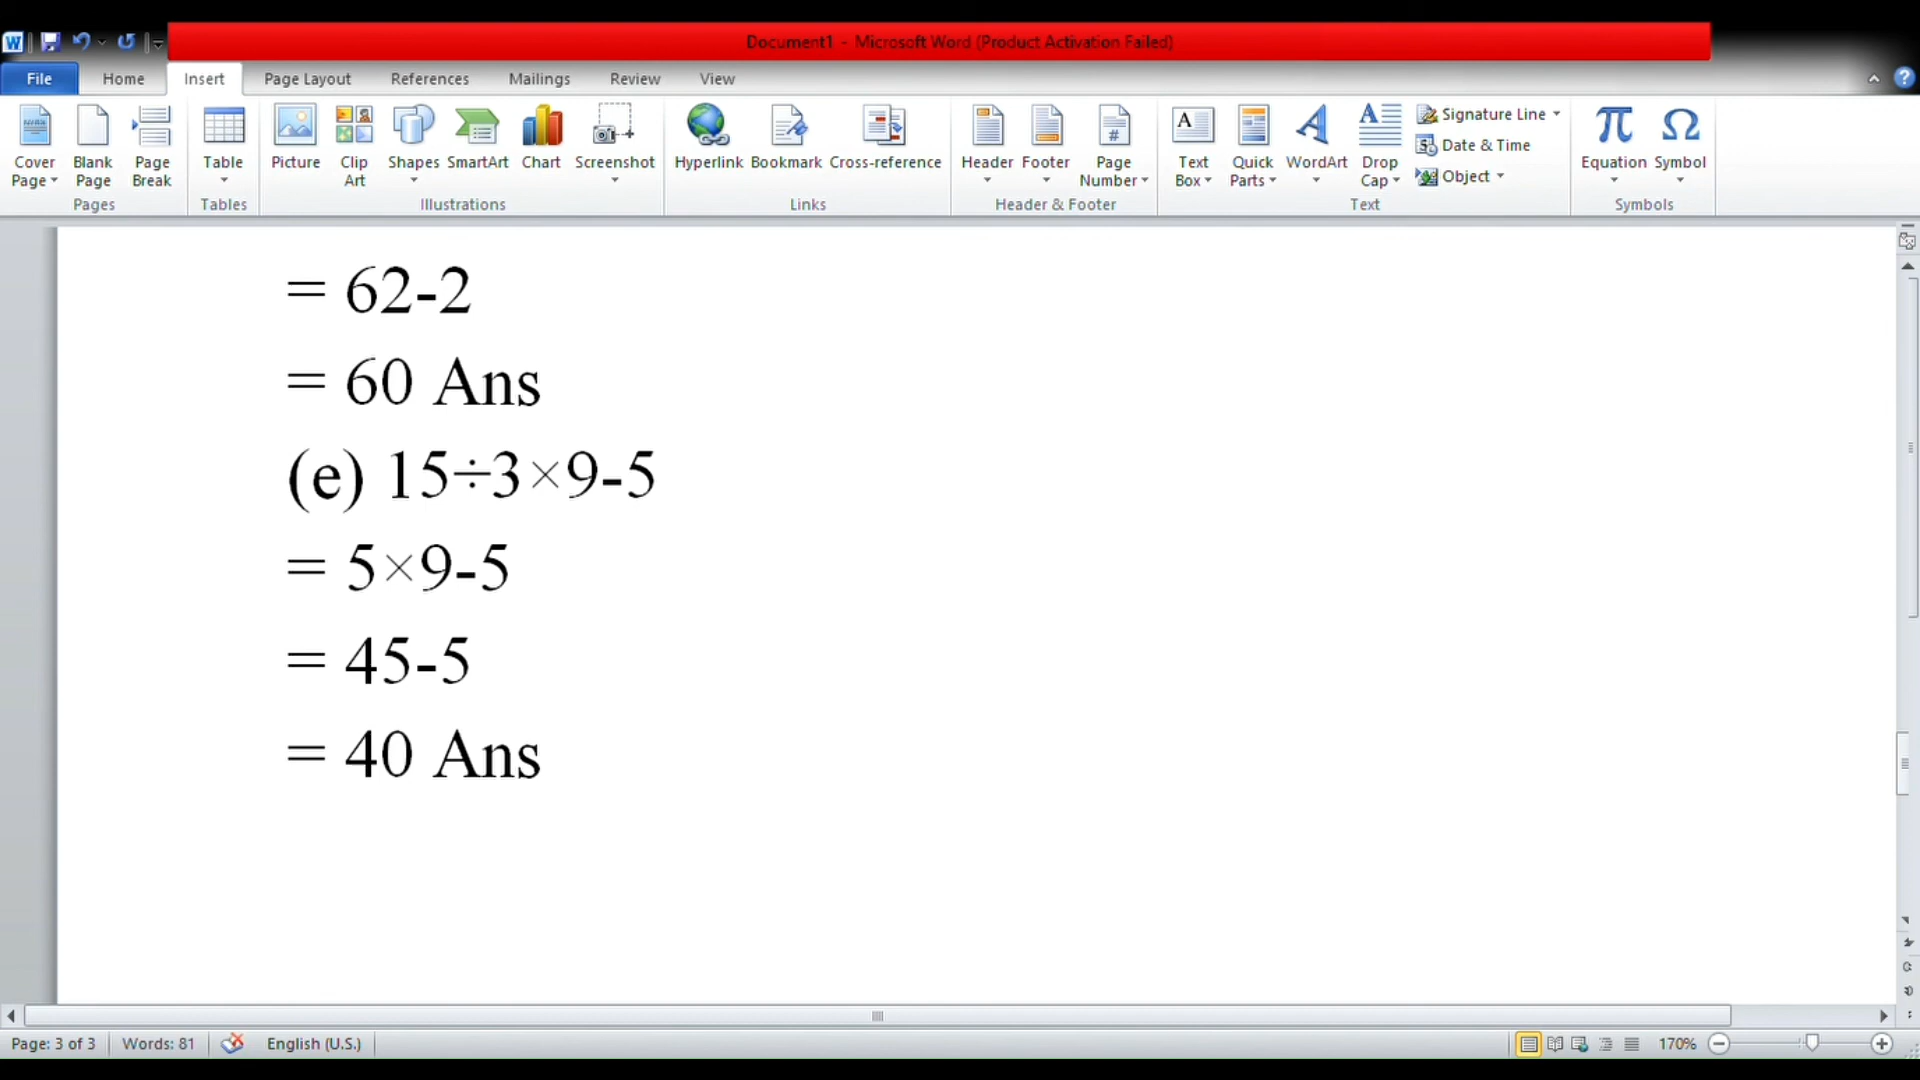 Document1 - Microsoft Word (Product Activation Failed)
File Home Insert Page Layout References Mailings Review View
Cover Page Blank Page Page Break
Table
Picture Clip Art Shapes SmartArt Chart Screenshot
Hyperlink Bookmark Cross-reference
Header Footer Page Number
Text Box Quick Parts WordArt Drop Cap
Signature Line
Date & Time
Object
Equation Symbol
Pages Tables Illustrations Links Header & Footer Text Symbols
= 62-2
= 60 Ans
(e) 15÷3×9-5
= 5×9-5
= 45-5
= 40 Ans
Page: 3 of 3 Words: 81 English (U.S.) 170%